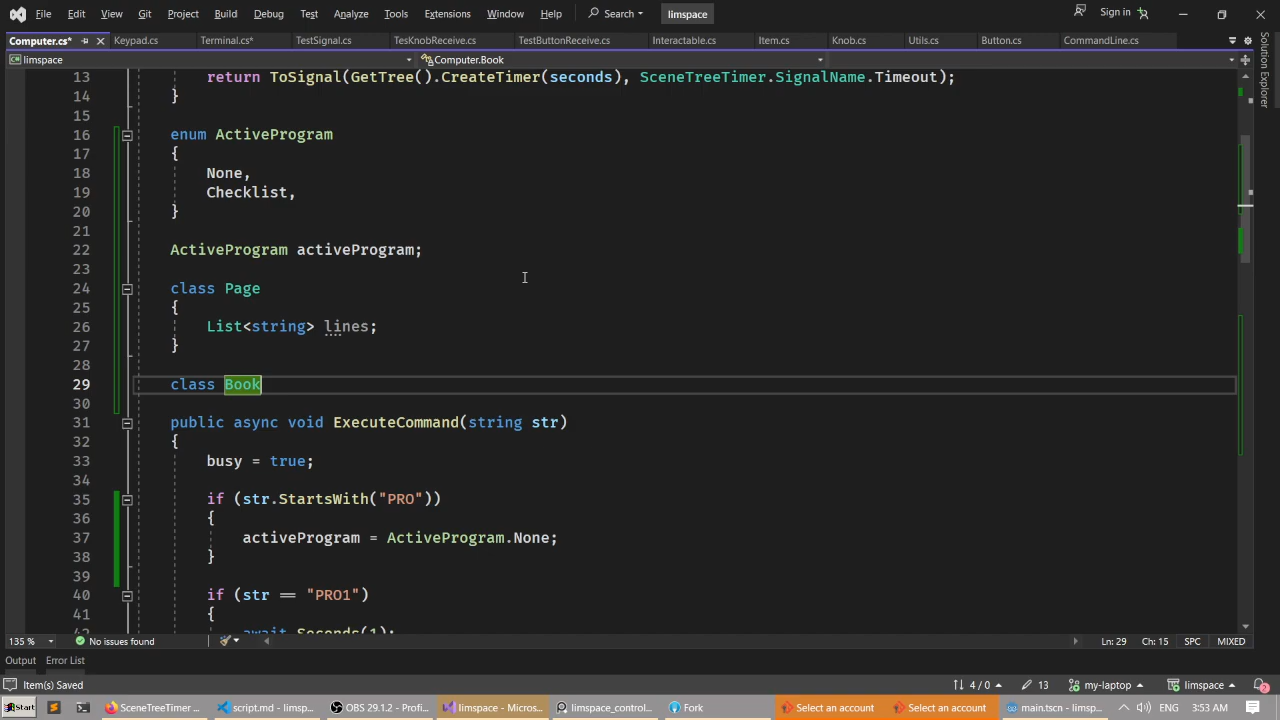 File Edit View Git Project Build Debug Test Analyze Tools Extensions Window Help Search limspace Sign in
Computer.cs* Keypad.cs Terminal.cs* TestSignal.cs TesKnobReceive.cs TestButtonReceive.cs Interactable.cs Item.cs Knob.cs Utils.cs Button.cs CommandLine.cs
limspace Computer.Book
13 return ToSignal(GetTree().CreateTimer(seconds), SceneTreeTimer.SignalName.Timeout);
14 }
15
16 enum ActiveProgram
17 {
18 None,
19 Checklist,
20 }
21
22 ActiveProgram activeProgram;
23
24 class Page
25 {
26 List<string> lines;
27 }
28
29 class Book
30
31 public async void ExecuteCommand(string str)
32 {
33 busy = true;
34
35 if (str.StartsWith("PRO"))
36 {
37 activeProgram = ActiveProgram.None;
38 }
39
40 if (str == "PRO1")
41 {
42 await Seconds(1);
135 % No issues found Ln: 29 Ch: 15 SPC MIXED
Output Error List
Item(s) Saved 4 / 0 13 my-laptop limspace 2
Start SceneTreeTimer script.md - limsp... OBS 29.1.2 - Profi... limspace - Micros... limspace_control... Fork Select an account Select an account main.tscn - limsp... ENG 3:53 AM
Solution Explorer